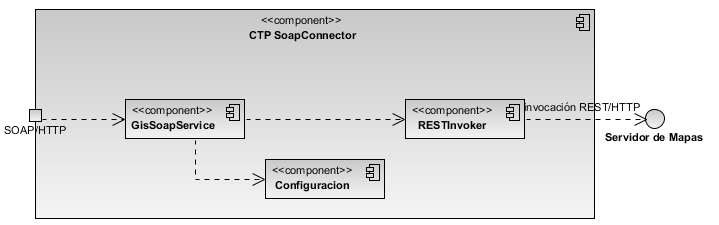 <<component>>
CTP SoapConnector
<<component>>
GisSoapService
<<component>>
RESTInvoker
invocación REST/HTTP
SOAP/HTTP
Servidor de Mapas
<<component>>
Configuracion